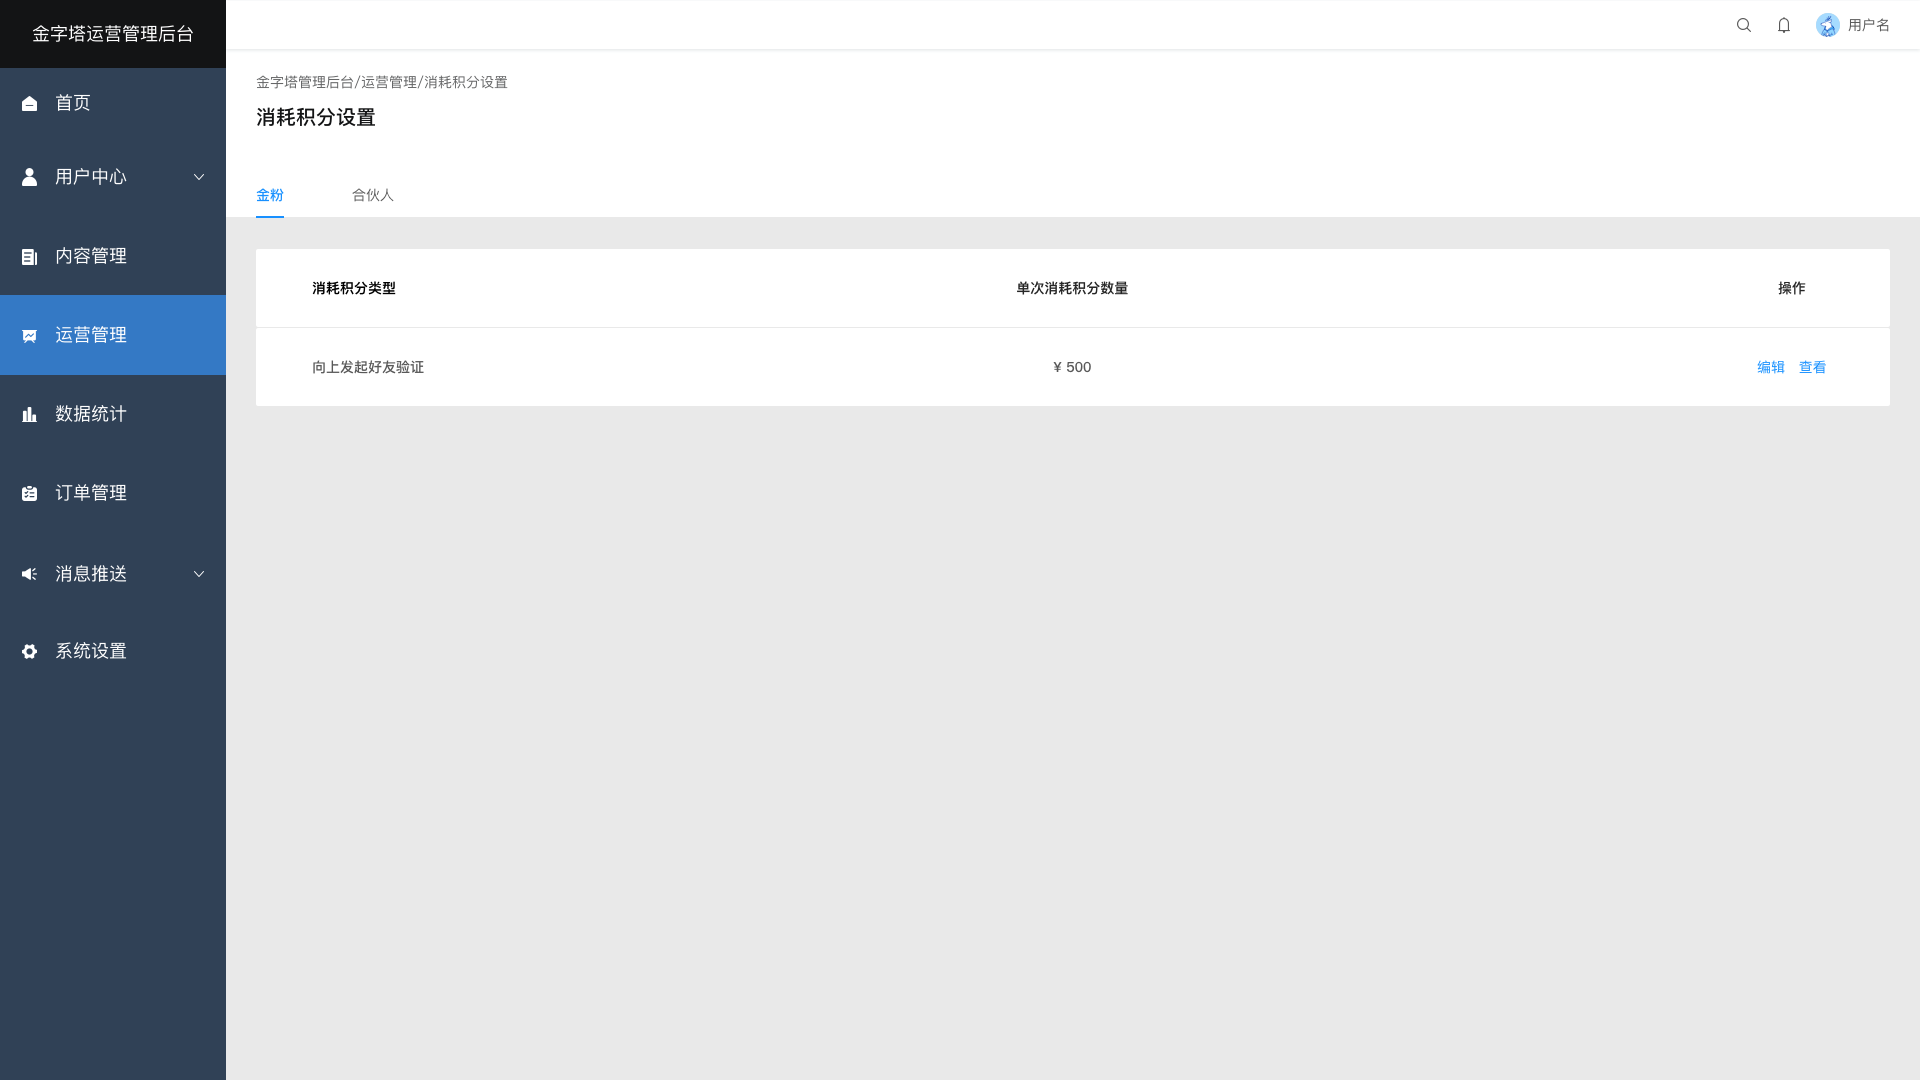 金字塔运营管理后台
首页
用户中心
内容管理
运营管理
数据统计
订单管理
消息推送
系统设置
用户名
金字塔管理后台/运营管理/消耗积分设置
消耗积分设置
金粉 合伙人
消耗积分类型 单次消耗积分数量 操作
向上发起好友验证 ¥ 500 编辑 查看